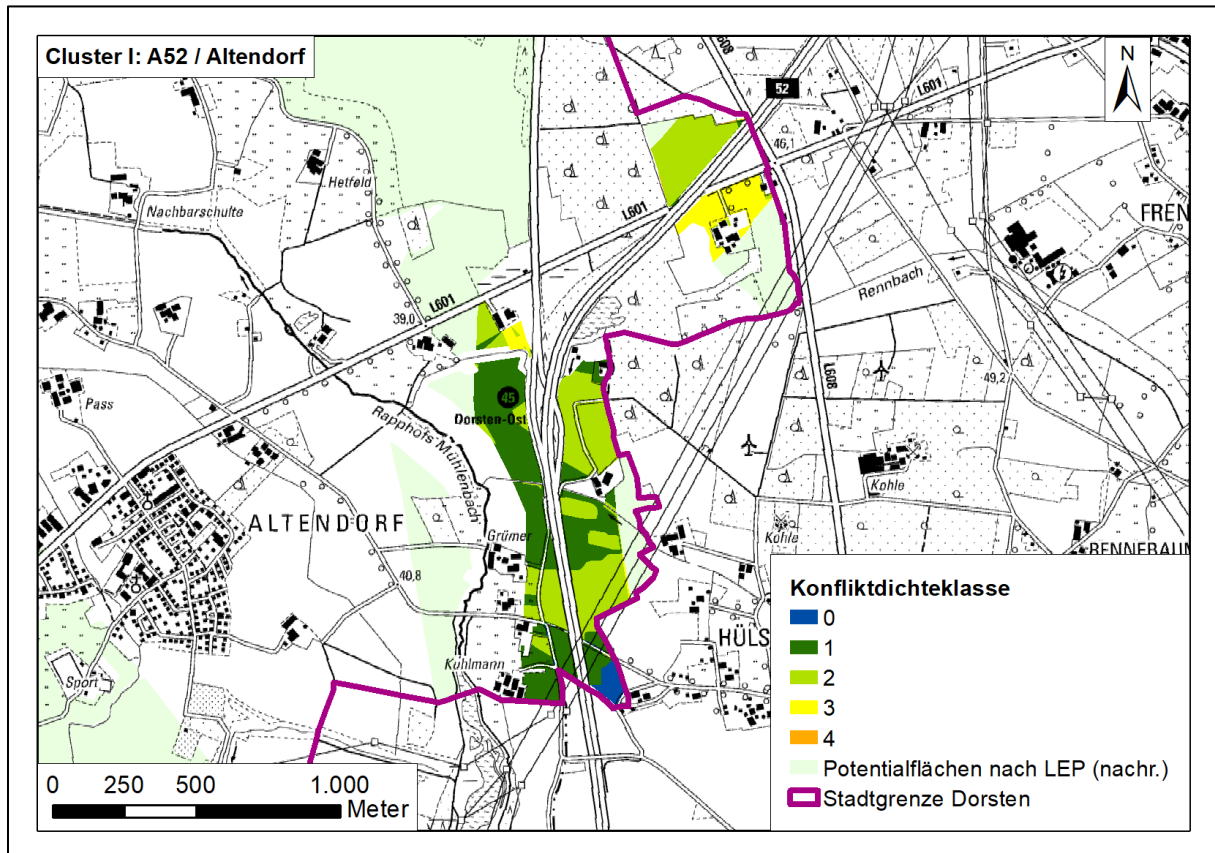 Cluster I: A52 / Altendorf
N
L608
52
L601
46,1
Hetfeld
Nachbarschulte
FREN
L601
Rennbach
L601
39,0
L608
49,2
Pass
45
Dorsten-Ost
Rapphofs Mühlenbach
Kohle
ALTENDORF
Grümer
Kohle
BENNEBAUM
40,8
HÜLS
Kuhlmann
Sport
Konfliktdichteklasse
0
1
2
3
4
Potentialflächen nach LEP (nachr.)
Stadtgrenze Dorsten
0 250 500 1.000
Meter